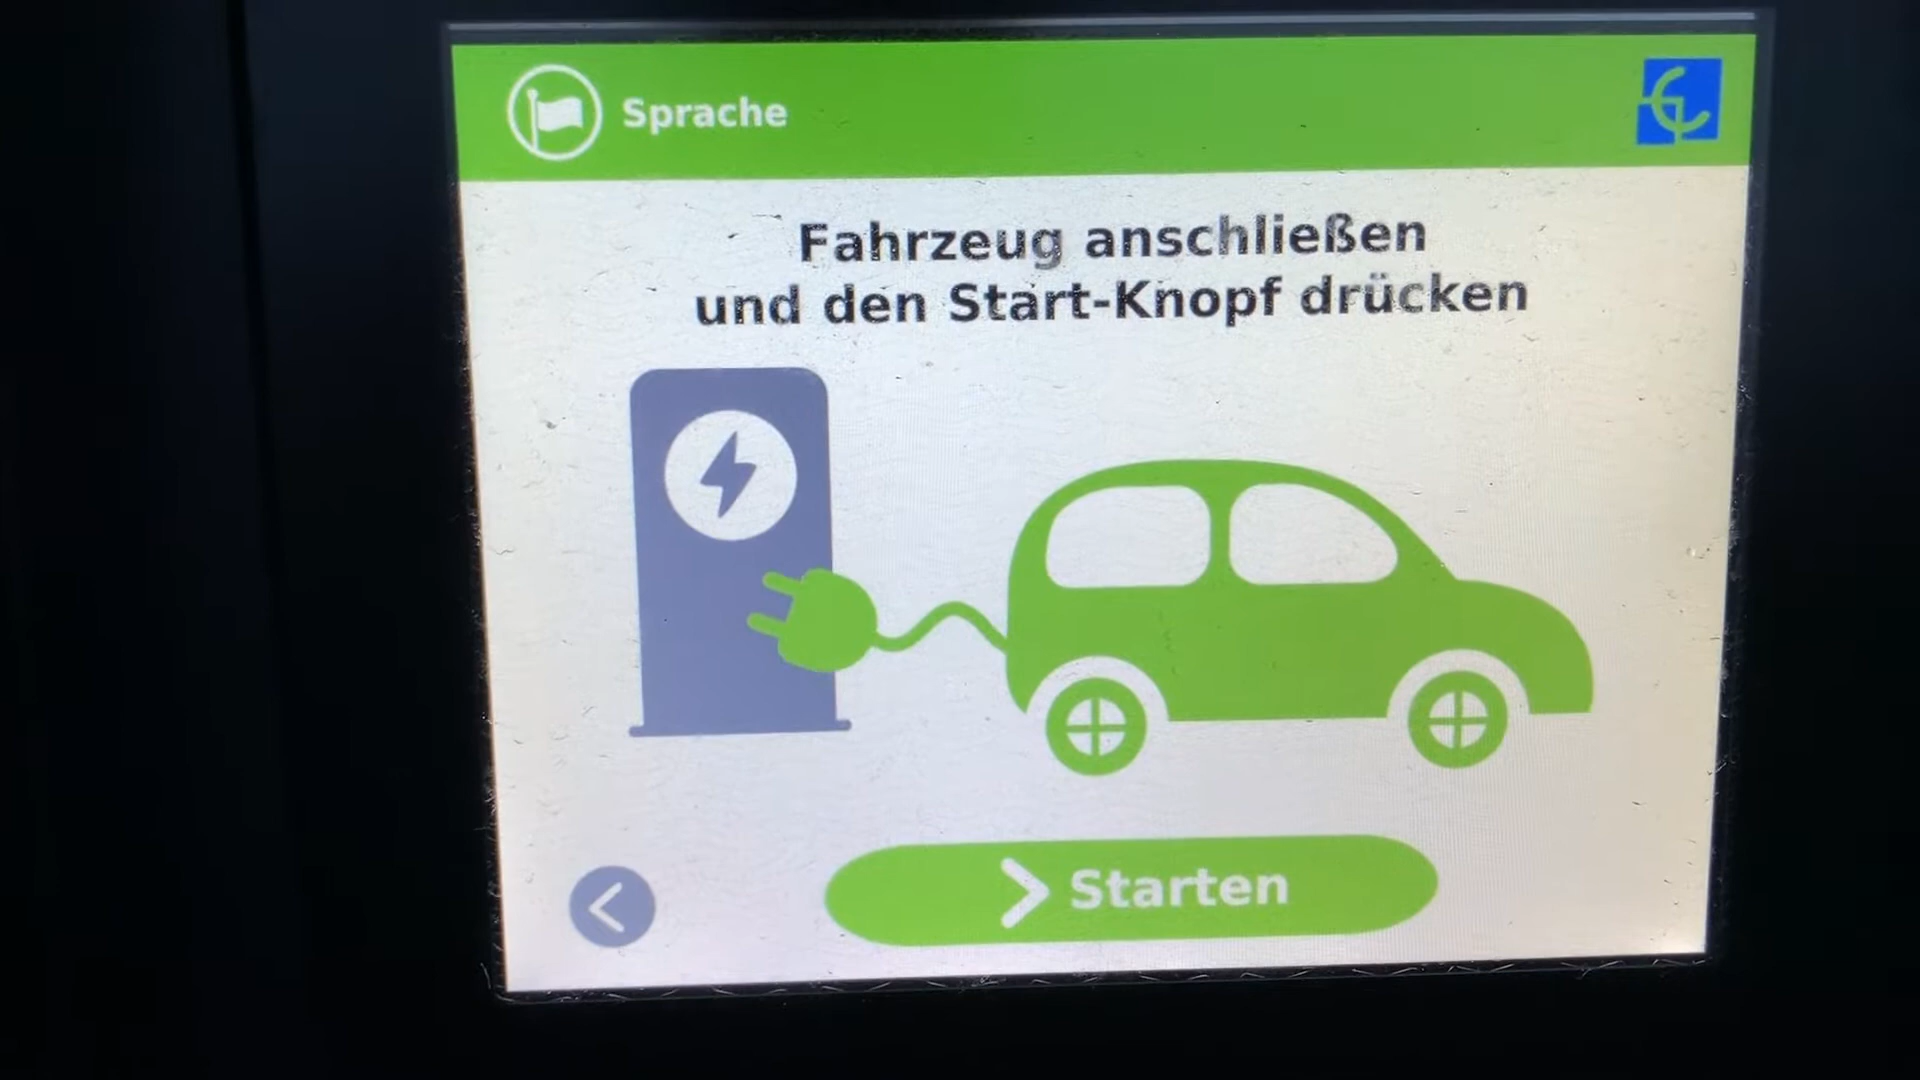 Sprache
Fahrzeug anschließen
und den Start-Knopf drücken
Starten